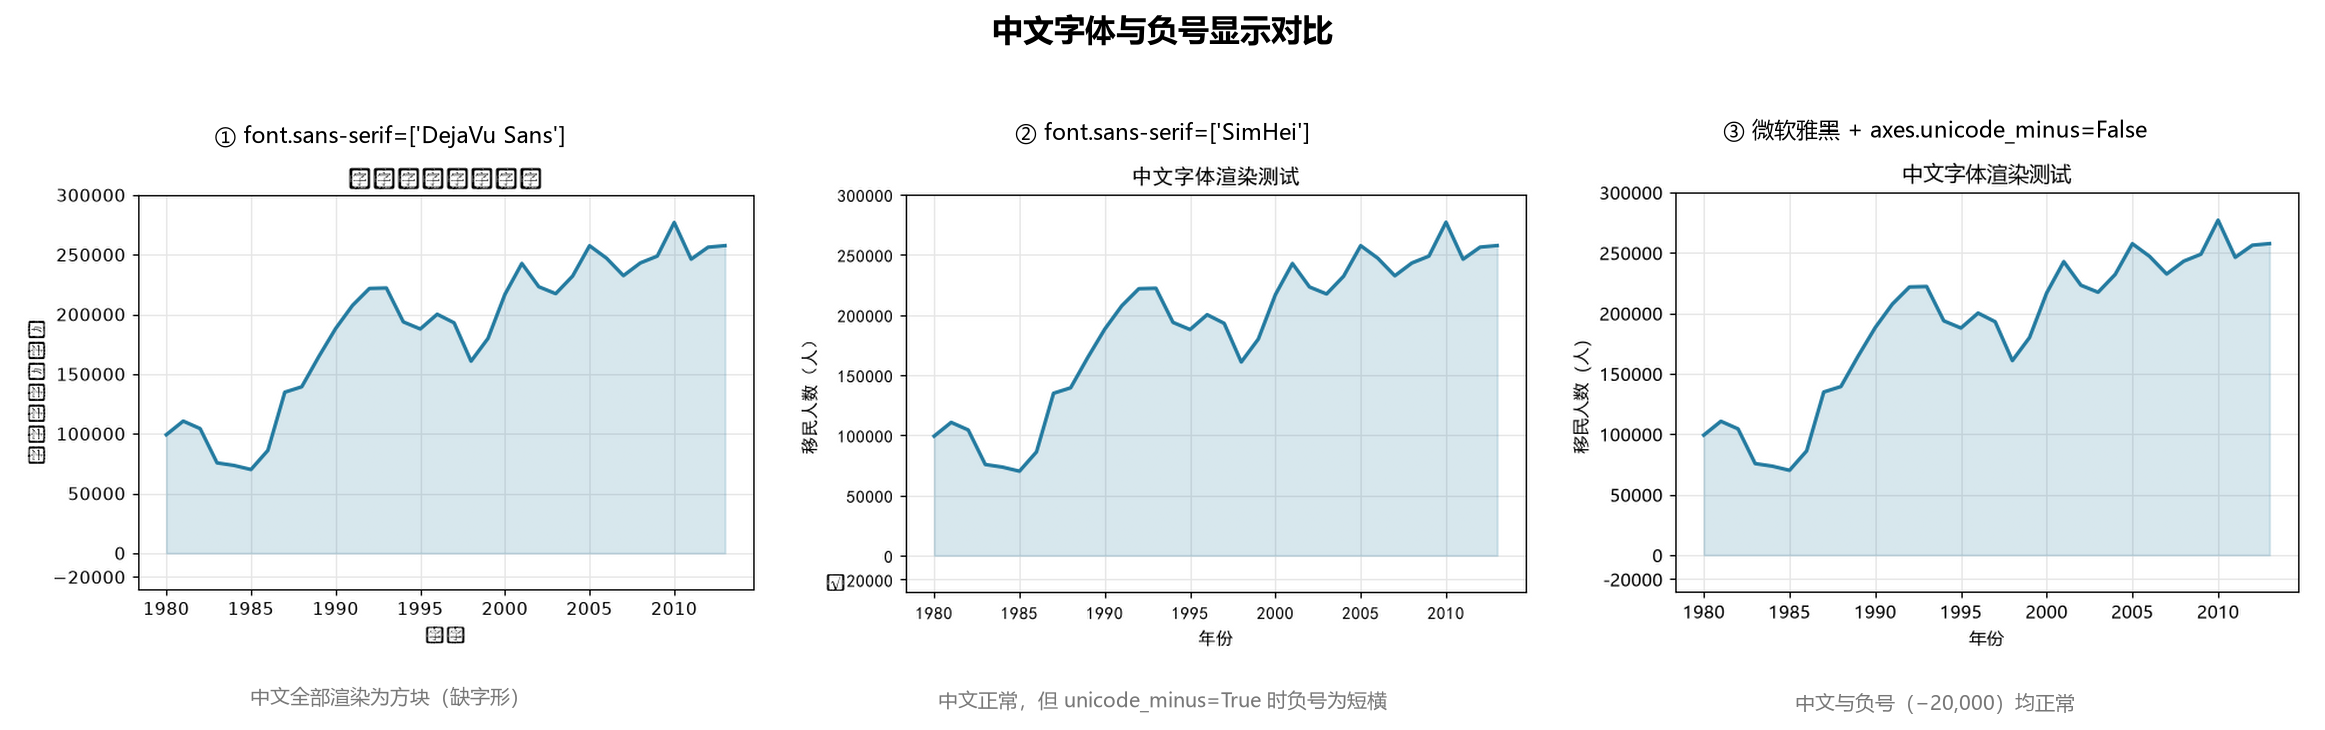 中文字体与负号显示对比
① font.sans-serif=['DejaVu Sans']
300000
250000
200000
150000
100000
50000
0
−20000
1980 1985 1990 1995 2000 2005 2010
中文全部渲染为方块（缺字形）
② font.sans-serif=['SimHei']
中文字体渲染测试
移民人数（人）
300000
250000
200000
150000
100000
50000
0
20000
1980 1985 1990 1995 2000 2005 2010
年份
中文正常，但 unicode_minus=True 时负号为短横
③ 微软雅黑 + axes.unicode_minus=False
中文字体渲染测试
移民人数（人）
300000
250000
200000
150000
100000
50000
0
-20000
1980 1985 1990 1995 2000 2005 2010
年份
中文与负号（−20,000）均正常